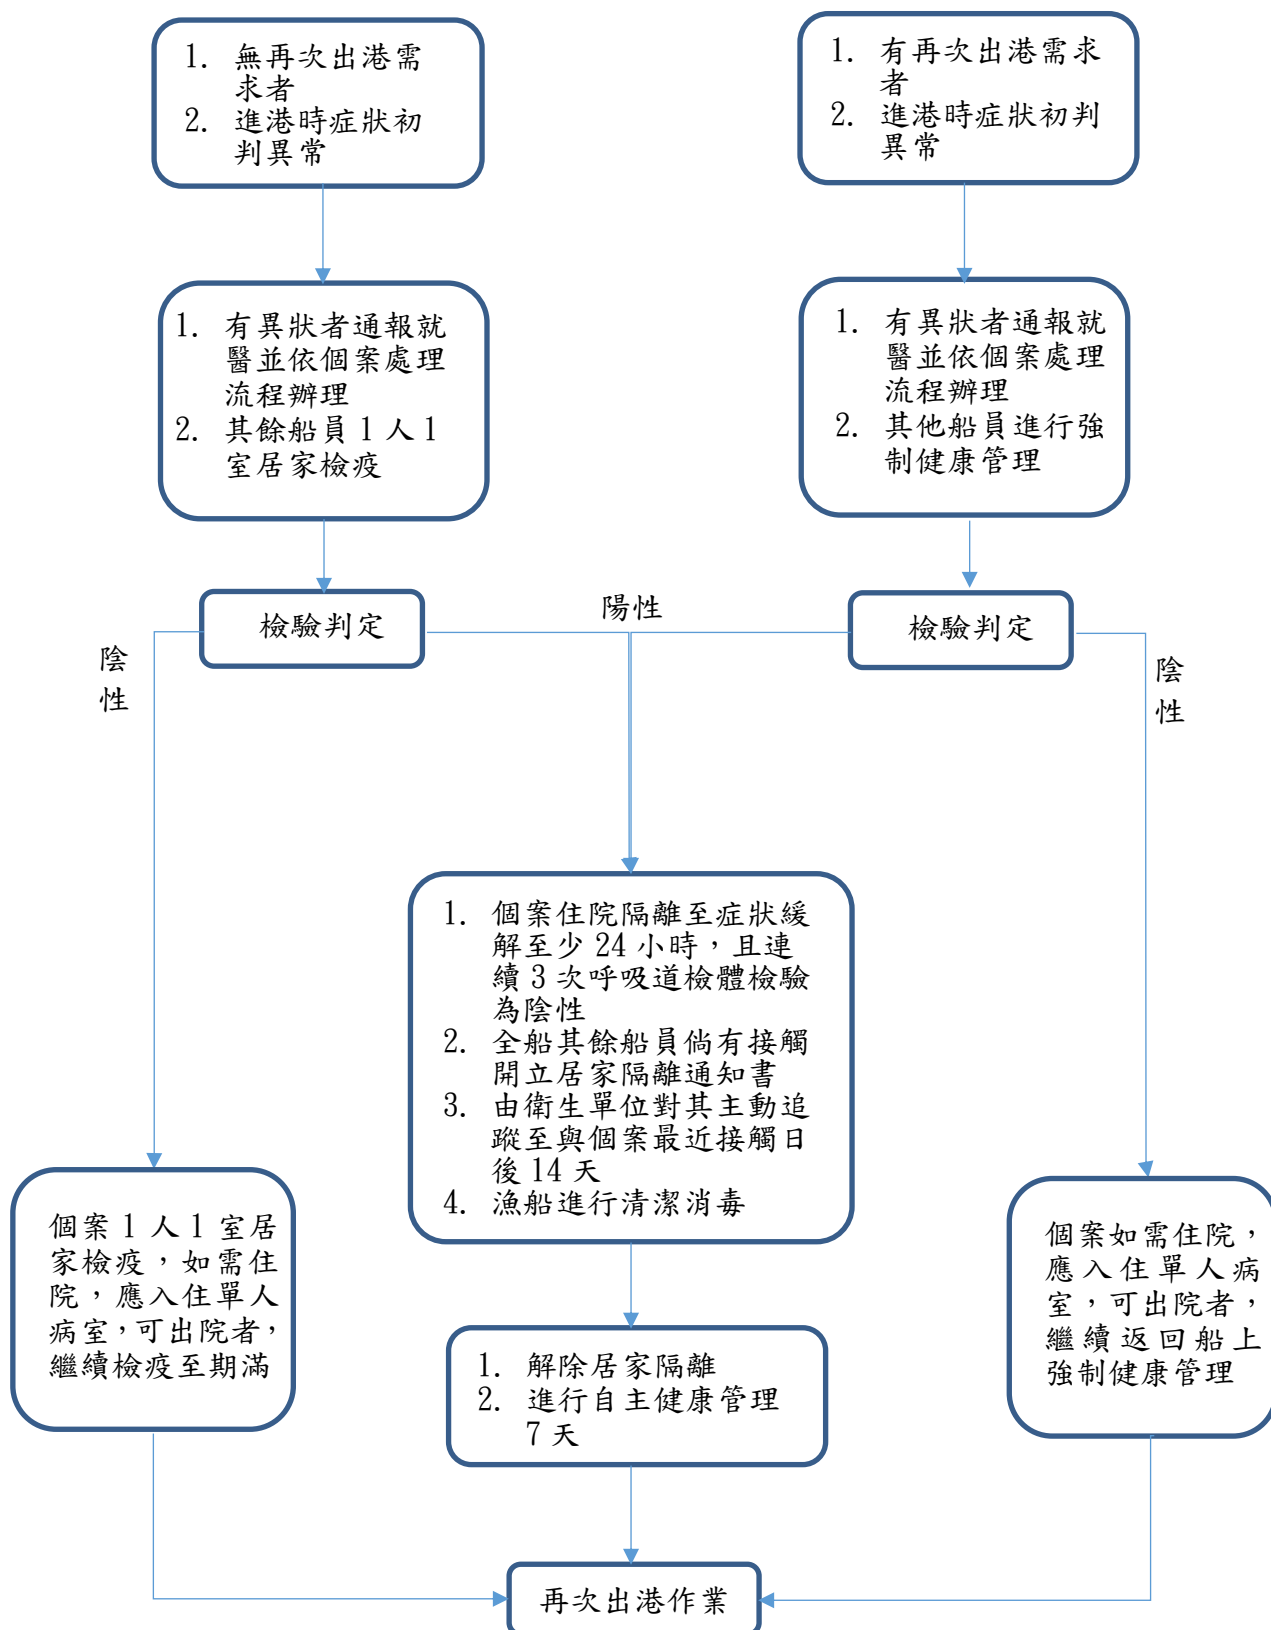 1. 無再次出港需
求者
2. 進港時症狀初
判異常
1. 有再次出港需求
者
2. 進港時症狀初判
異常
1. 有異狀者通報就
醫並依個案處理
流程辦理
2. 其餘船員 1 人 1
室居家檢疫
1. 有異狀者通報就
醫並依個案處理
流程辦理
2. 其他船員進行強
制健康管理
檢驗判定
陽性
檢驗判定
陰
性
陰
性
1. 個案住院隔離至症狀緩
解至少 24 小時，且連
續 3 次呼吸道檢體檢驗
為陰性
2. 全船其餘船員倘有接觸
開立居家隔離通知書
3. 由衛生單位對其主動追
蹤至與個案最近接觸日
後 14 天
4. 漁船進行清潔消毒
個案 1 人 1 室居
家檢疫，如需住
院，應入住單人
病室，可出院者，
繼續檢疫至期滿
個案如需住院，
應入住單人病
室，可出院者，
繼續返回船上
強制健康管理
1. 解除居家隔離
2. 進行自主健康管理
7 天
再次出港作業